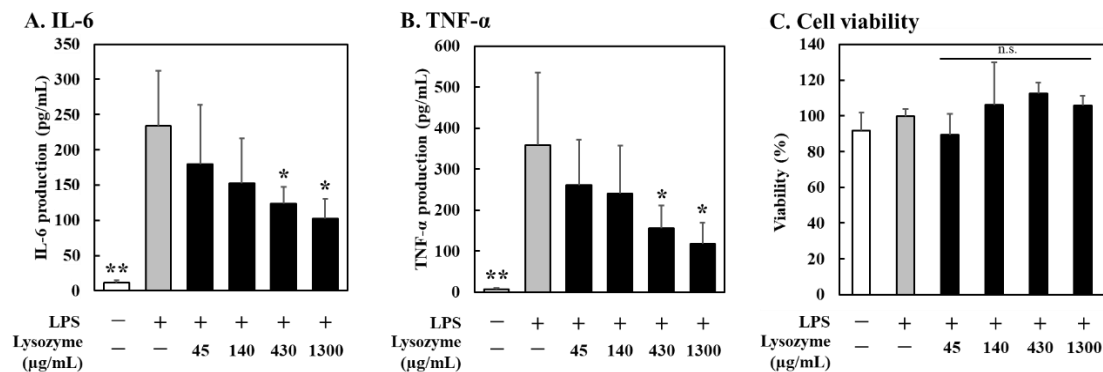 A. IL-6
IL-6 production (pg/mL)
350
300
250
200
150
100
50
0
**
*
*
LPS
— + + + + +
Lysozyme
(μg/mL)
— — 45 140 430 1300
B. TNF-α
TNF-α production (pg/mL)
600
500
400
300
200
100
0
**
*
*
LPS
— + + + + +
Lysozyme
(μg/mL)
— — 45 140 430 1300
C. Cell viability
Viability (%)
140
120
100
80
60
40
20
0
n.s.
LPS
— + + + + +
Lysozyme
(μg/mL)
— — 45 140 430 1300